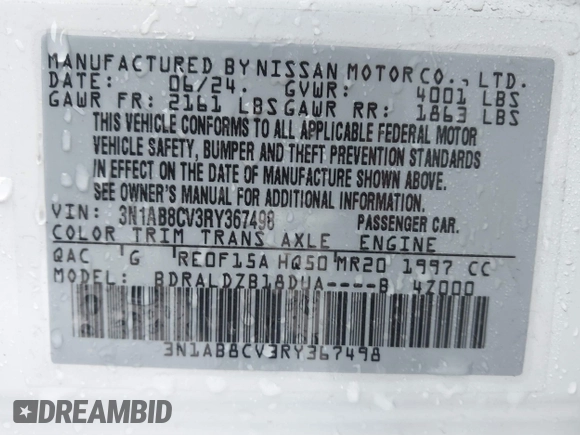 MANUFACTURED BY NISSAN MOTOR CO., LTD.
DATE: 06/24. GVWR: 4001 LBS
GAWR FR: 2161 LBS GAWR RR: 1863 LBS
THIS VEHICLE CONFORMS TO ALL APPLICABLE FEDERAL MOTOR
VEHICLE SAFETY, BUMPER AND THEFT PREVENTION STANDARDS
IN EFFECT ON THE DATE OF MANUFACTURE SHOWN ABOVE.
SEE OWNER'S MANUAL FOR ADDITIONAL INFORMATION.
VIN: 3N1AB8CV3RY367498 PASSENGER CAR.
COLOR TRIM TRANS AXLE ENGINE
QAC G RE0F15A HQ50 MR20 1997 CC
MODEL: BDRALDZB18DUA----B 4Z000
3N1AB8CV3RY367498
DREAMBID